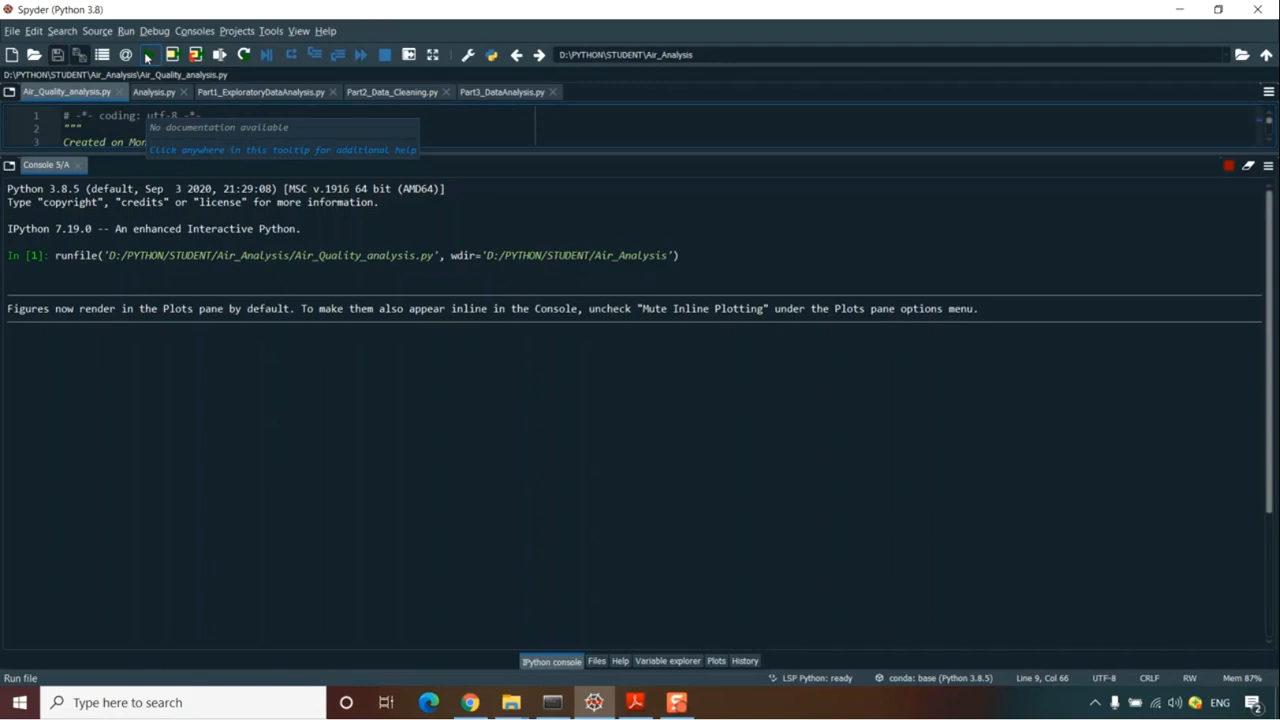 Spyder (Python 3.8)
File Edit Search Source Run Debug Consoles Projects Tools View Help
D:\PYTHON\STUDENT\Air_Analysis
D:\PYTHON\STUDENT\Air_Analysis\Air_Quality_analysis.py
Air_Quality_analysis.py Analysis.py Part1_ExploratoryDataAnalysis.py Part2_Data_Cleaning.py Part3_DataAnalysis.py
1 # -*- coding: utf-8 -*-
No documentation available
2 """
3 Created on Mon
Click anywhere in this tooltip for additional help
Console 5/A
Python 3.8.5 (default, Sep  3 2020, 21:29:08) [MSC v.1916 64 bit (AMD64)]
Type "copyright", "credits" or "license" for more information.
IPython 7.19.0 -- An enhanced Interactive Python.
In [1]: runfile('D:/PYTHON/STUDENT/Air_Analysis/Air_Quality_analysis.py', wdir='D:/PYTHON/STUDENT/Air_Analysis')
Figures now render in the Plots pane by default. To make them also appear inline in the Console, uncheck "Mute Inline Plotting" under the Plots pane options menu.
IPython console Files Help Variable explorer Plots History
Run file LSP Python: ready conda: base (Python 3.8.5) Line 9, Col 66 UTF-8 CRLF RW Mem 87%
Type here to search ENG 2